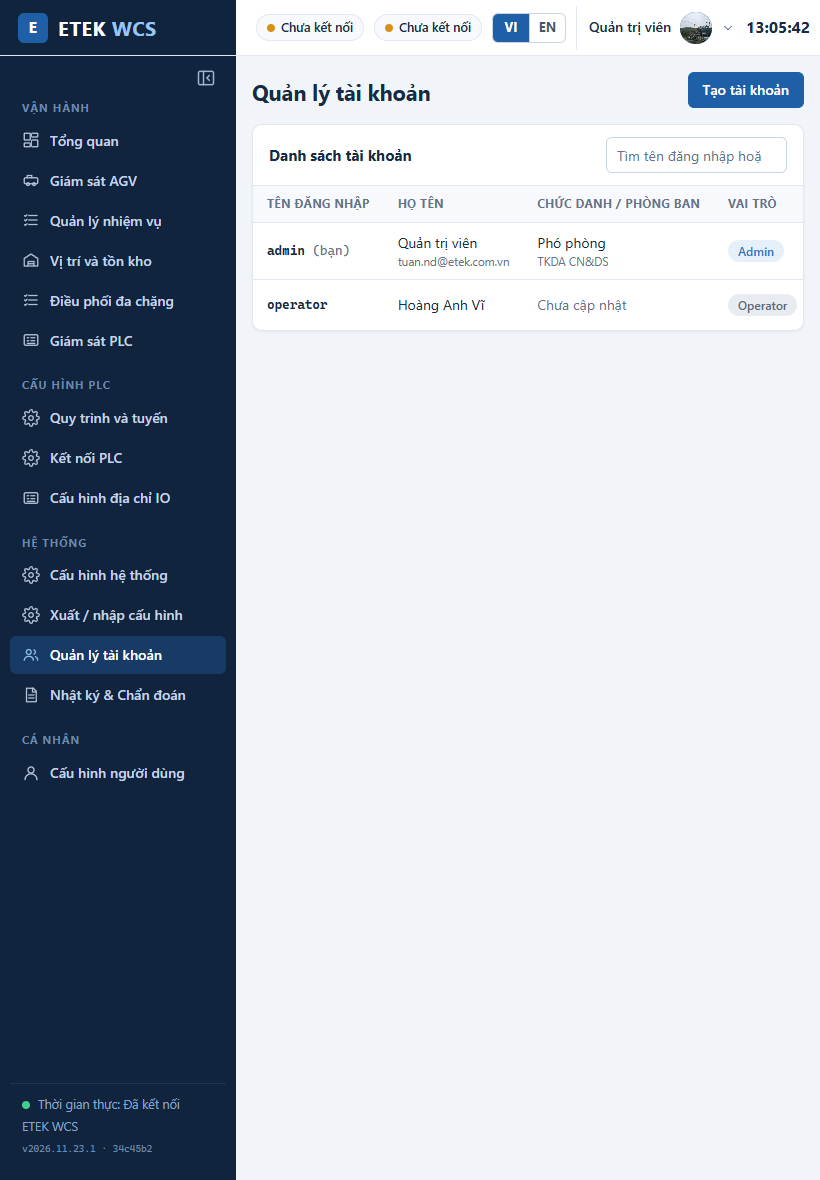 E ETEK WCS
Chưa kết nối
Chưa kết nối
VI EN
Quản trị viên
13:05:42
VẬN HÀNH
Tổng quan
Giám sát AGV
Quản lý nhiệm vụ
Vị trí và tồn kho
Điều phối đa chặng
Giám sát PLC
CẤU HÌNH PLC
Quy trình và tuyến
Kết nối PLC
Cấu hình địa chỉ IO
HỆ THỐNG
Cấu hình hệ thống
Xuất / nhập cấu hình
Quản lý tài khoản
Nhật ký & Chẩn đoán
CÁ NHÂN
Cấu hình người dùng
Thời gian thực: Đã kết nối
ETEK WCS
v2026.11.23.1 · 34c45b2
Quản lý tài khoản
Tạo tài khoản
Danh sách tài khoản
Tìm tên đăng nhập hoặ
TÊN ĐĂNG NHẬP HỌ TÊN CHỨC DANH / PHÒNG BAN VAI TRÒ
admin (bạn) Quản trị viên Phó phòng Admin
tuan.nd@etek.com.vn TKDA CN&DS
operator Hoàng Anh Vĩ Chưa cập nhật Operator